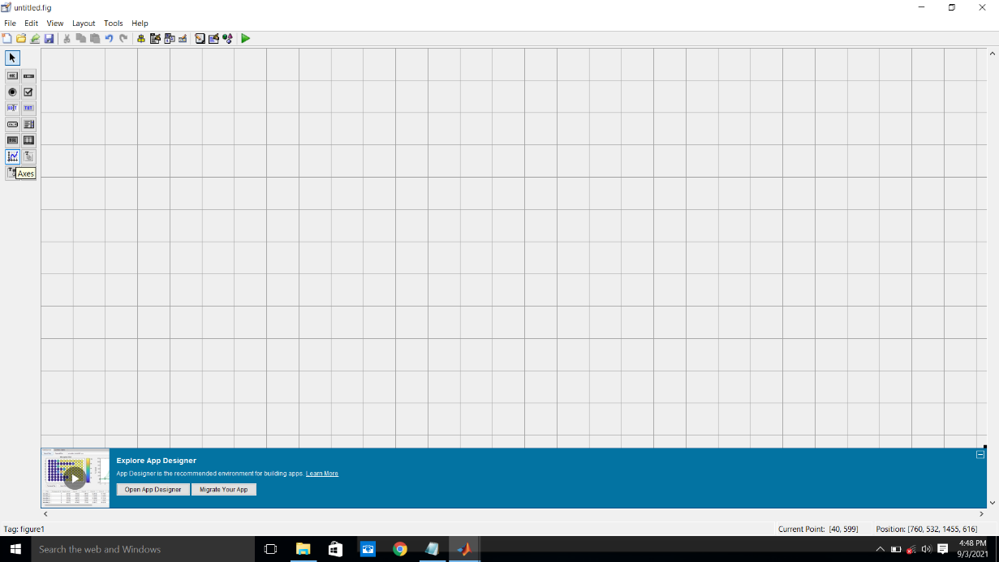 untitled.fig
File Edit View Layout Tools Help
EDIT TXT
Axes
Explore App Designer
App Designer is the recommended environment for building apps. Learn More
Open App Designer Migrate Your App
Tag: figure1 Current Point: [40, 599] Position: [760, 532, 1455, 616]
Search the web and Windows
4:48 PM
9/3/2021